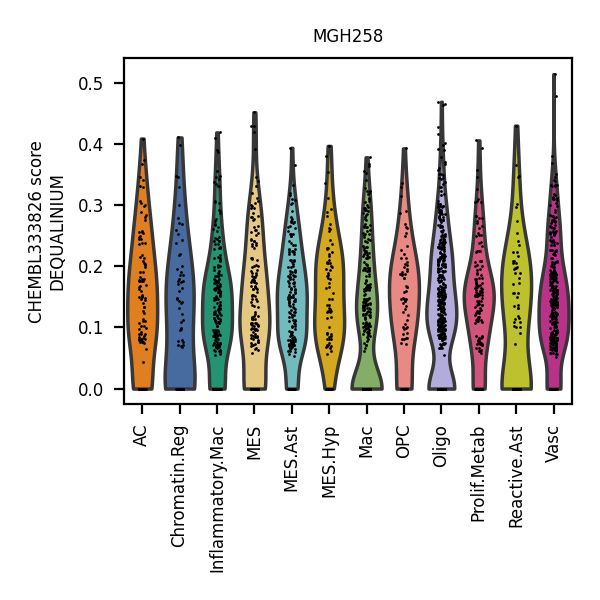 MGH258
CHEMBL333826 score
DEQUALINIUM
0.5
0.4
0.3
0.2
0.1
0.0
AC
Chromatin.Reg
Inflammatory.Mac
MES
MES.Ast
MES.Hyp
Mac
OPC
Oligo
Prolif.Metab
Reactive.Ast
Vasc